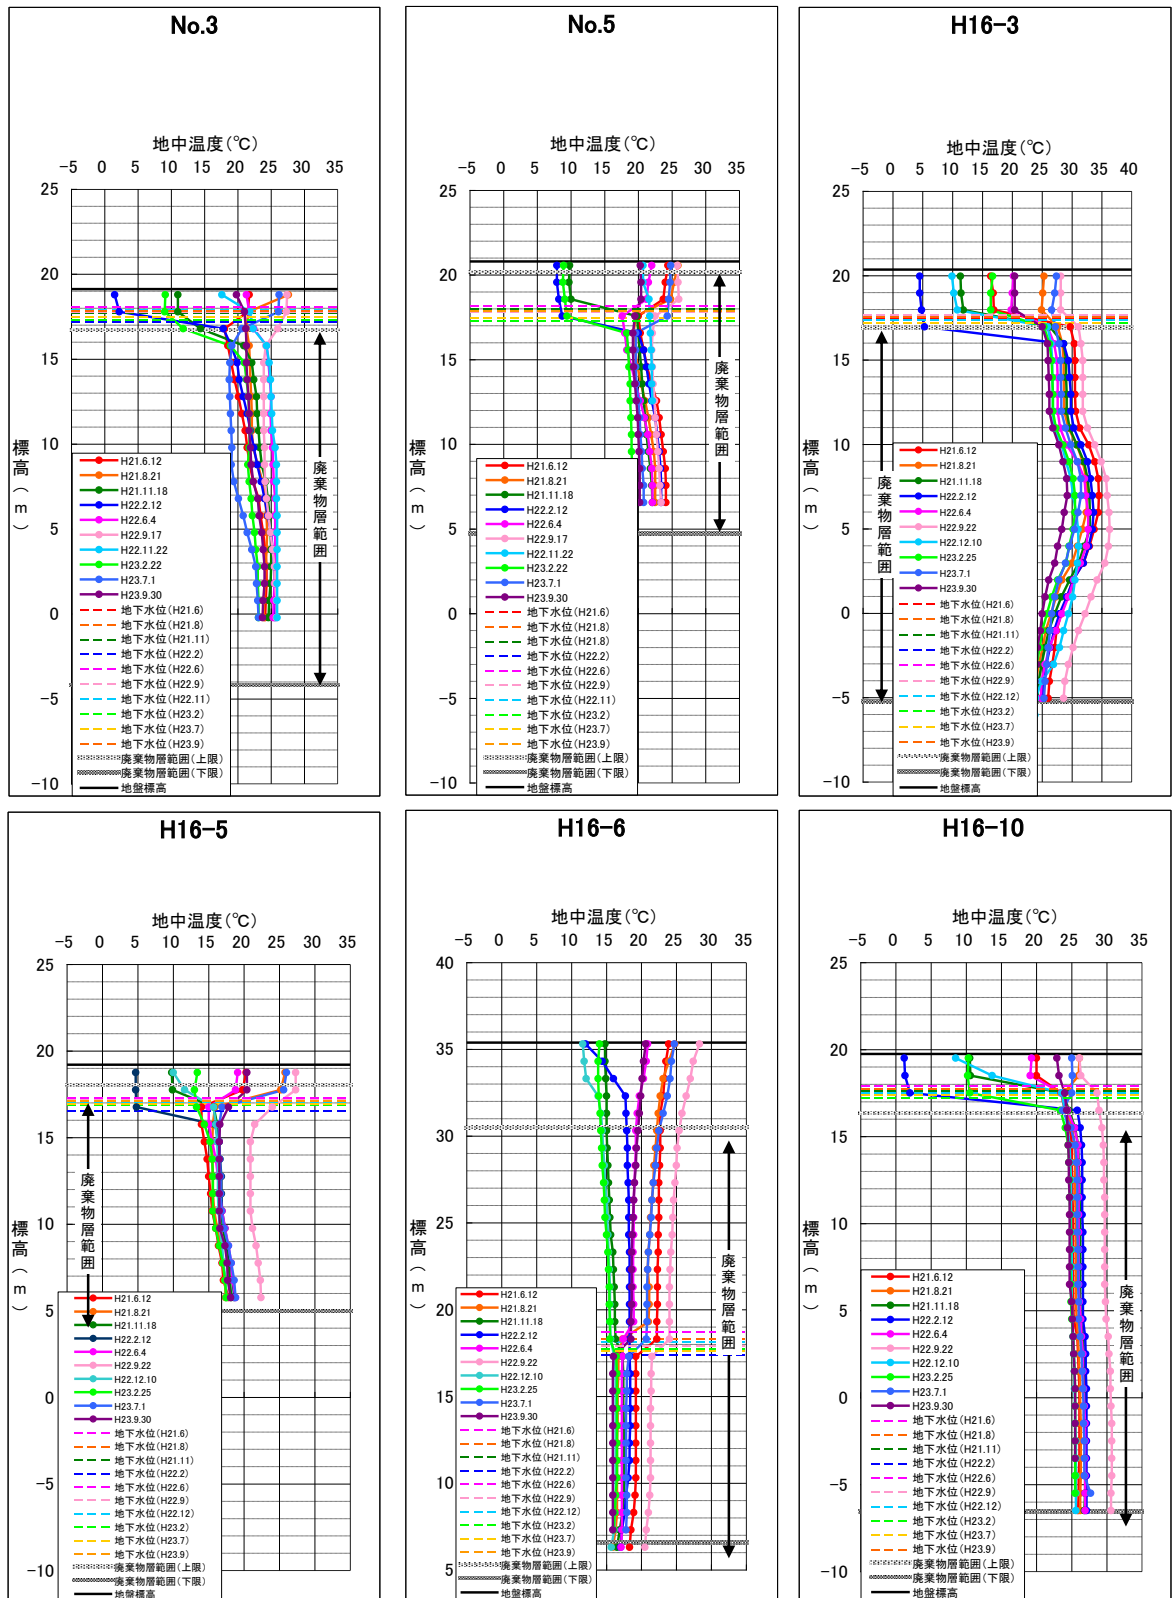 No.3
地中温度(℃)
-5 0 5 10 15 20 25 30 35
25
20
15
10
5
0
-5
-10
標高(m)
廃棄物層範囲
H21.6.12
H21.8.21
H21.11.18
H22.2.12
H22.6.4
H22.9.17
H22.11.22
H23.2.22
H23.7.1
H23.9.30
地下水位(H21.6)
地下水位(H21.8)
地下水位(H21.11)
地下水位(H22.2)
地下水位(H22.6)
地下水位(H22.9)
地下水位(H22.11)
地下水位(H23.2)
地下水位(H23.7)
地下水位(H23.9)
廃棄物層範囲(上限)
廃棄物層範囲(下限)
地盤標高
No.5
地中温度(℃)
-5 0 5 10 15 20 25 30 35
25
20
15
10
5
0
-5
-10
標高(m)
廃棄物層範囲
H21.6.12
H21.8.21
H21.11.18
H22.2.12
H22.6.4
H22.9.17
H22.11.22
H23.2.22
H23.7.1
H23.9.30
地下水位(H21.6)
地下水位(H21.8)
地下水位(H21.8)
地下水位(H22.2)
地下水位(H22.6)
地下水位(H22.9)
地下水位(H22.11)
地下水位(H23.2)
地下水位(H23.7)
地下水位(H23.9)
廃棄物層範囲(上限)
廃棄物層範囲(下限)
地盤標高
H16-3
地中温度(℃)
-5 0 5 10 15 20 25 30 35 40
25
20
15
10
5
0
-5
-10
標高(m)
廃棄物層範囲
H21.6.12
H21.8.21
H21.11.18
H22.2.12
H22.6.4
H22.9.22
H22.12.10
H23.2.25
H23.7.1
H23.9.30
地下水位(H21.6)
地下水位(H21.8)
地下水位(H21.11)
地下水位(H22.2)
地下水位(H22.6)
地下水位(H22.9)
地下水位(H22.12)
地下水位(H23.2)
地下水位(H23.7)
地下水位(H23.9)
廃棄物層範囲(上限)
廃棄物層範囲(下限)
地盤標高
H16-5
地中温度(℃)
-5 0 5 10 15 20 25 30 35
25
20
15
10
5
0
-5
-10
標高(m)
廃棄物層範囲
H21.6.12
H21.8.21
H21.11.18
H22.2.12
H22.6.4
H22.9.22
H22.12.10
H23.2.25
H23.7.1
H23.9.30
地下水位(H21.6)
地下水位(H21.8)
地下水位(H21.11)
地下水位(H22.2)
地下水位(H22.6)
地下水位(H22.9)
地下水位(H22.12)
地下水位(H23.2)
地下水位(H23.7)
地下水位(H23.9)
廃棄物層範囲(上限)
廃棄物層範囲(下限)
地盤標高
H16-6
地中温度(℃)
-5 0 5 10 15 20 25 30 35
40
35
30
25
20
15
10
5
標高(m)
廃棄物層範囲
H21.6.12
H21.8.21
H21.11.18
H22.2.12
H22.6.4
H22.9.22
H22.12.10
H23.2.25
H23.7.1
H23.9.30
地下水位(H21.6)
地下水位(H21.8)
地下水位(H21.11)
地下水位(H22.2)
地下水位(H22.6)
地下水位(H22.9)
地下水位(H22.12)
地下水位(H23.2)
地下水位(H23.7)
地下水位(H23.9)
廃棄物層範囲(上限)
廃棄物層範囲(下限)
地盤標高
H16-10
地中温度(℃)
-5 0 5 10 15 20 25 30 35
25
20
15
10
5
0
-5
-10
標高(m)
廃棄物層範囲
H21.6.12
H21.8.21
H21.11.18
H22.2.12
H22.6.4
H22.9.22
H22.12.10
H23.2.25
H23.7.1
H23.9.30
地下水位(H21.6)
地下水位(H21.8)
地下水位(H21.11)
地下水位(H22.2)
地下水位(H22.6)
地下水位(H22.9)
地下水位(H22.12)
地下水位(H23.2)
地下水位(H23.7)
地下水位(H23.9)
廃棄物層範囲(上限)
廃棄物層範囲(下限)
地盤標高